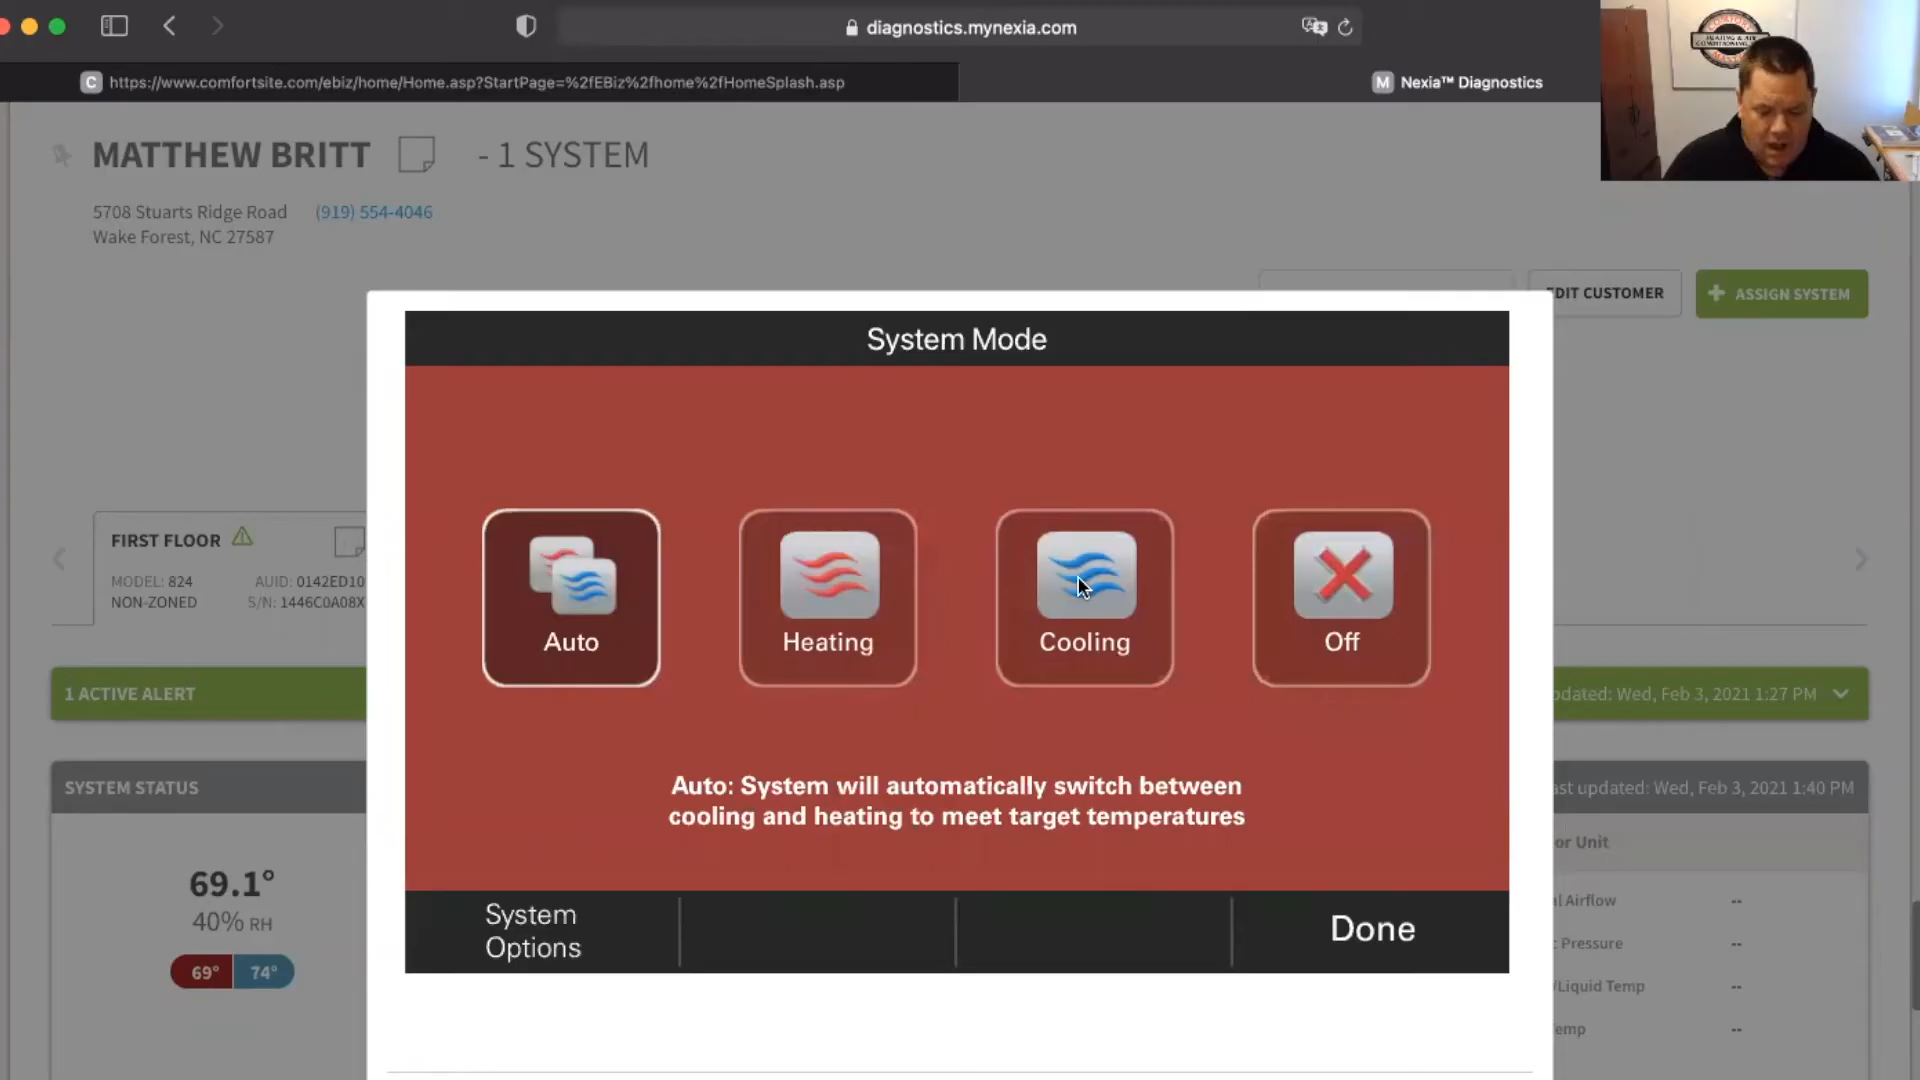 diagnostics.mynexia.com
C https://www.comfortsite.com/ebiz/home/Home.asp?StartPage=%2fEBiz%2fhome%2fHomeSplash.asp
M Nexia™ Diagnostics
MATTHEW BRITT - 1 SYSTEM
5708 Stuarts Ridge Road (919) 554-4046
Wake Forest, NC 27587
EDIT CUSTOMER
+ ASSIGN SYSTEM
System Mode
FIRST FLOOR
MODEL: 824 AUID: 0142ED10
NON-ZONED S/N: 1446C0A08X
Auto
Heating
Cooling
Off
1 ACTIVE ALERT
pdated: Wed, Feb 3, 2021 1:27 PM
Auto: System will automatically switch between
cooling and heating to meet target temperatures
SYSTEM STATUS
ast updated: Wed, Feb 3, 2021 1:40 PM
or Unit
69.1°
40% RH
69° 74°
l Airflow --
: Pressure --
/Liquid Temp --
emp --
System
Options
Done